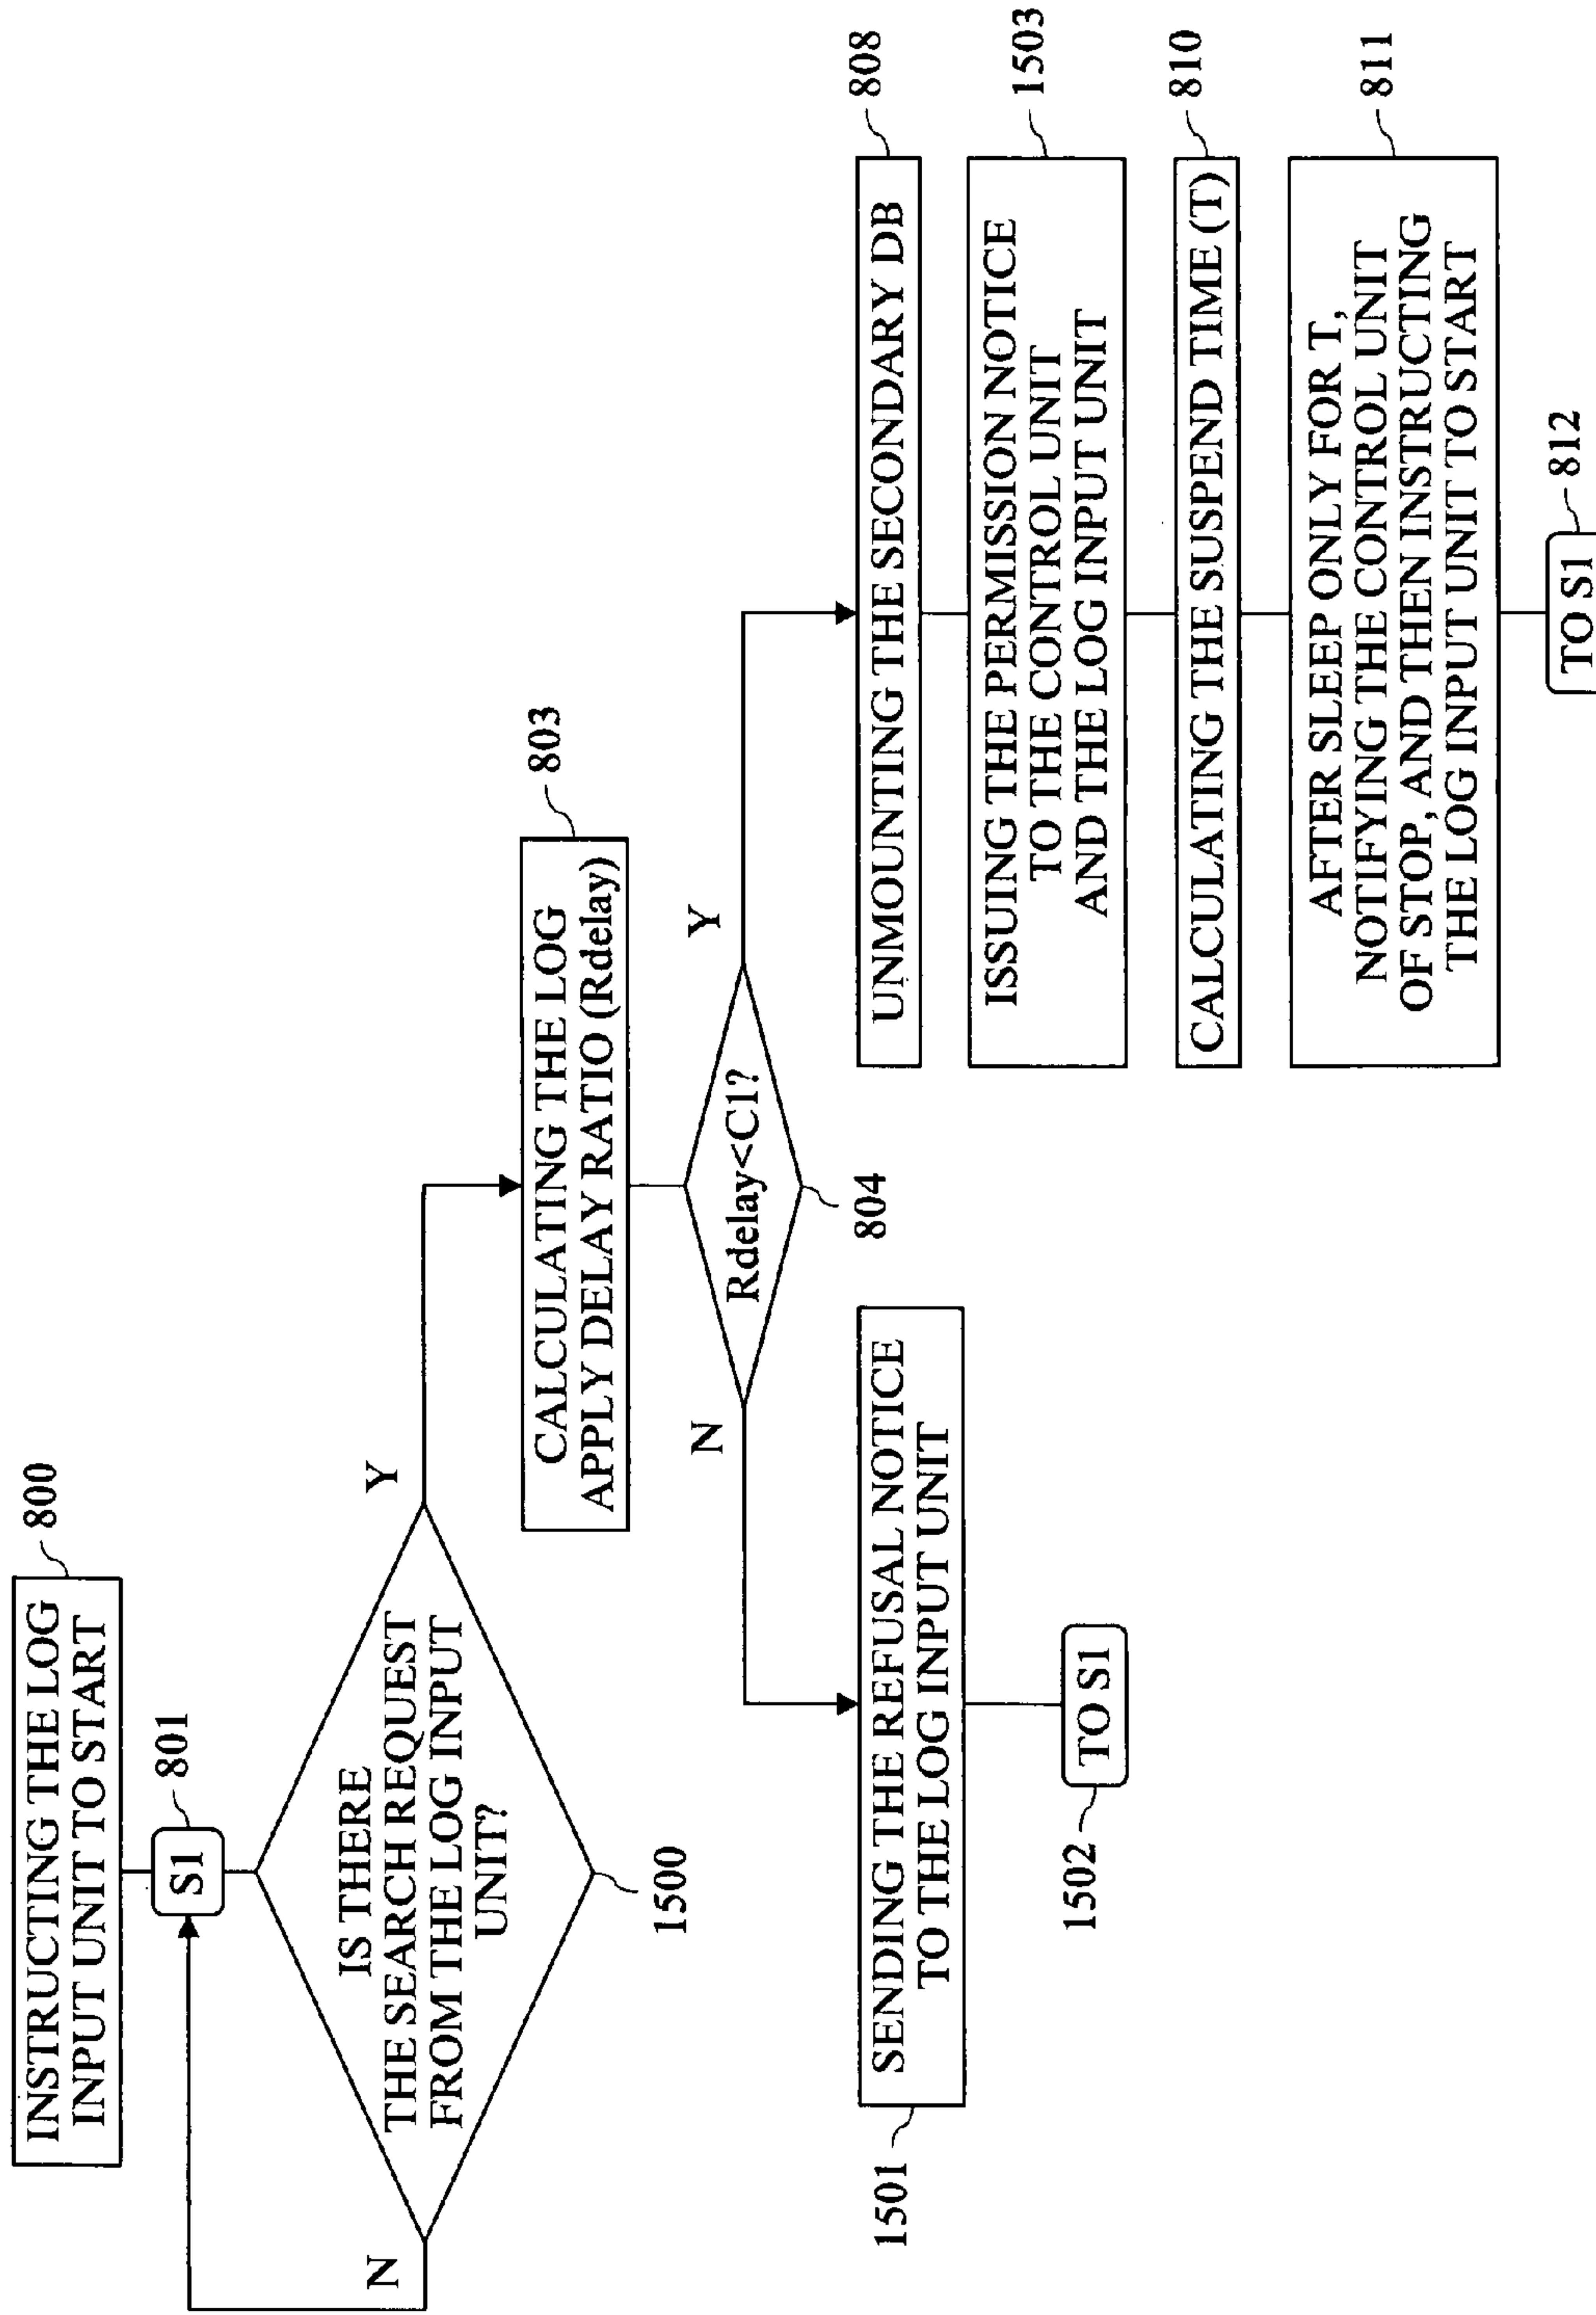 INSTRUCTING THE LOG
INPUT UNIT TO START
800
S1
801
IS THERE
THE SEARCH REQUEST
FROM THE LOG INPUT
UNIT?
1500
N
Y
CALCULATING THE LOG
APPLY DELAY RATIO (Rdelay)
803
Rdelay<C1?
804
N
Y
SENDING THE REFUSAL NOTICE
TO THE LOG INPUT UNIT
1501
TO S1
1502
UNMOUNTING THE SECONDARY DB
808
ISSUING THE PERMISSION NOTICE
TO THE CONTROL UNIT
AND THE LOG INPUT UNIT
1503
CALCULATING THE SUSPEND TIME (T)
810
AFTER SLEEP ONLY FOR T,
NOTIFYING THE CONTROL UNIT
OF STOP, AND THEN INSTRUCTING
THE LOG INPUT UNIT TO START
811
TO S1
812